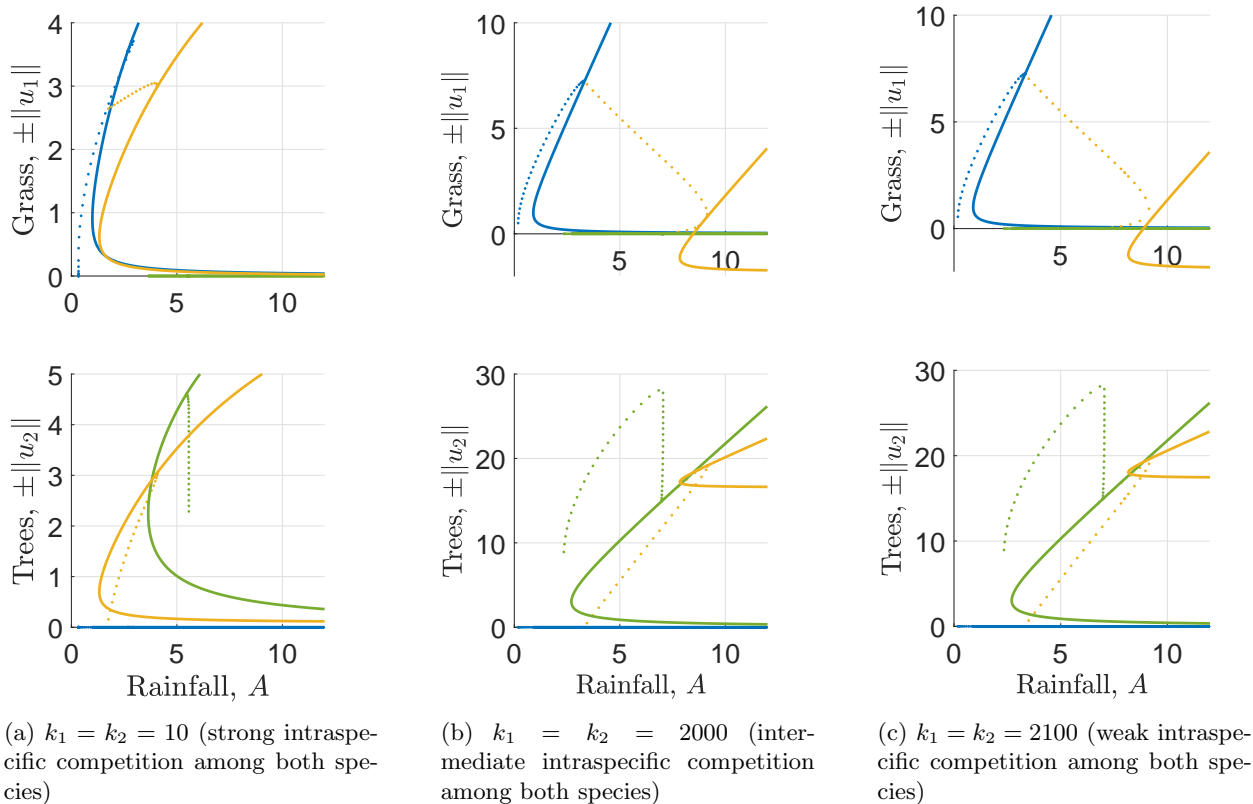 4
3
2
1
0
Grass, ±‖u₁‖
0
5
10
10
5
0
Grass, ±‖u₁‖
5
10
10
5
0
Grass, ±‖u₁‖
5
10
5
4
3
2
1
0
Trees, ±‖u₂‖
0
5
10
Rainfall, A
30
20
10
0
Trees, ±‖u₂‖
0
5
10
Rainfall, A
30
20
10
0
Trees, ±‖u₂‖
0
5
10
Rainfall, A
(a) k₁ = k₂ = 10 (strong intraspe-
cific competition among both spe-
cies)
(b) k₁ = k₂ = 2000 (inter-
mediate intraspecific competition
among both species)
(c) k₁ = k₂ = 2100 (weak intraspe-
cific competition among both spe-
cies)